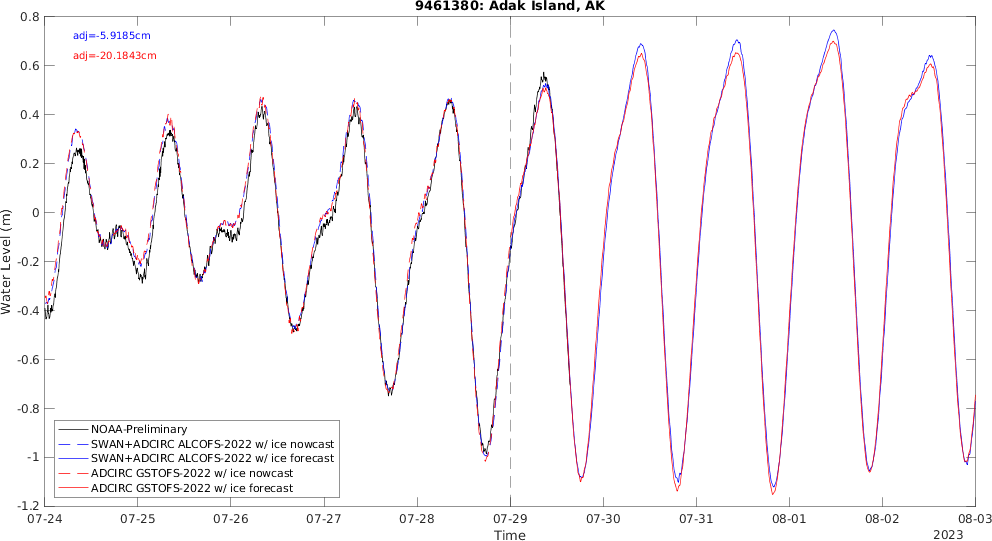 9461380: Adak Island, AK
adj=-5.9185cm
adj=-20.1843cm
0.8
0.6
0.4
0.2
0
-0.2
-0.4
-0.6
-0.8
-1
-1.2
Water Level (m)
NOAA-Preliminary
SWAN+ADCIRC ALCOFS-2022 w/ ice nowcast
SWAN+ADCIRC ALCOFS-2022 w/ ice forecast
ADCIRC GSTOFS-2022 w/ ice nowcast
ADCIRC GSTOFS-2022 w/ ice forecast
07-24 07-25 07-26 07-27 07-28 07-29 07-30 07-31 08-01 08-02 08-03
Time
2023